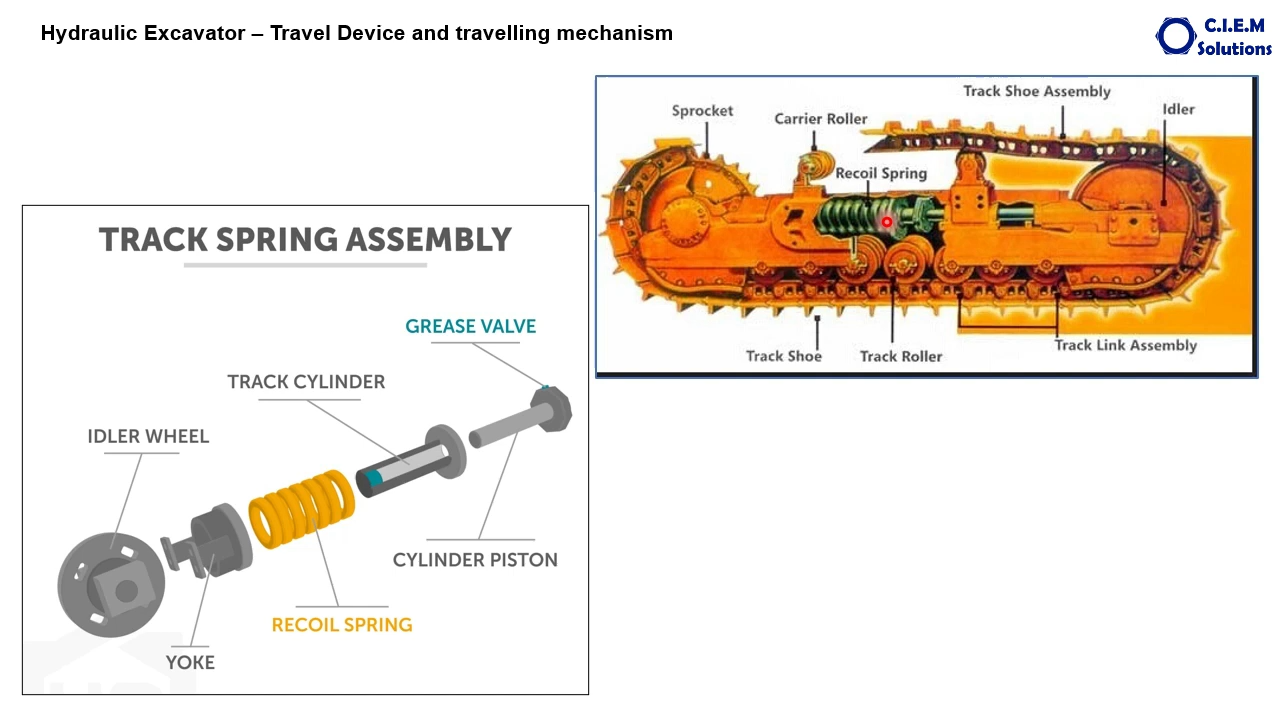 Hydraulic Excavator – Travel Device and travelling mechanism
C.I.E.M
Solutions
TRACK SPRING ASSEMBLY
GREASE VALVE
TRACK CYLINDER
IDLER WHEEL
CYLINDER PISTON
RECOIL SPRING
YOKE
Track Shoe Assembly
Sprocket
Carrier Roller
Idler
Recoil Spring
Track Shoe
Track Roller
Track Link Assembly